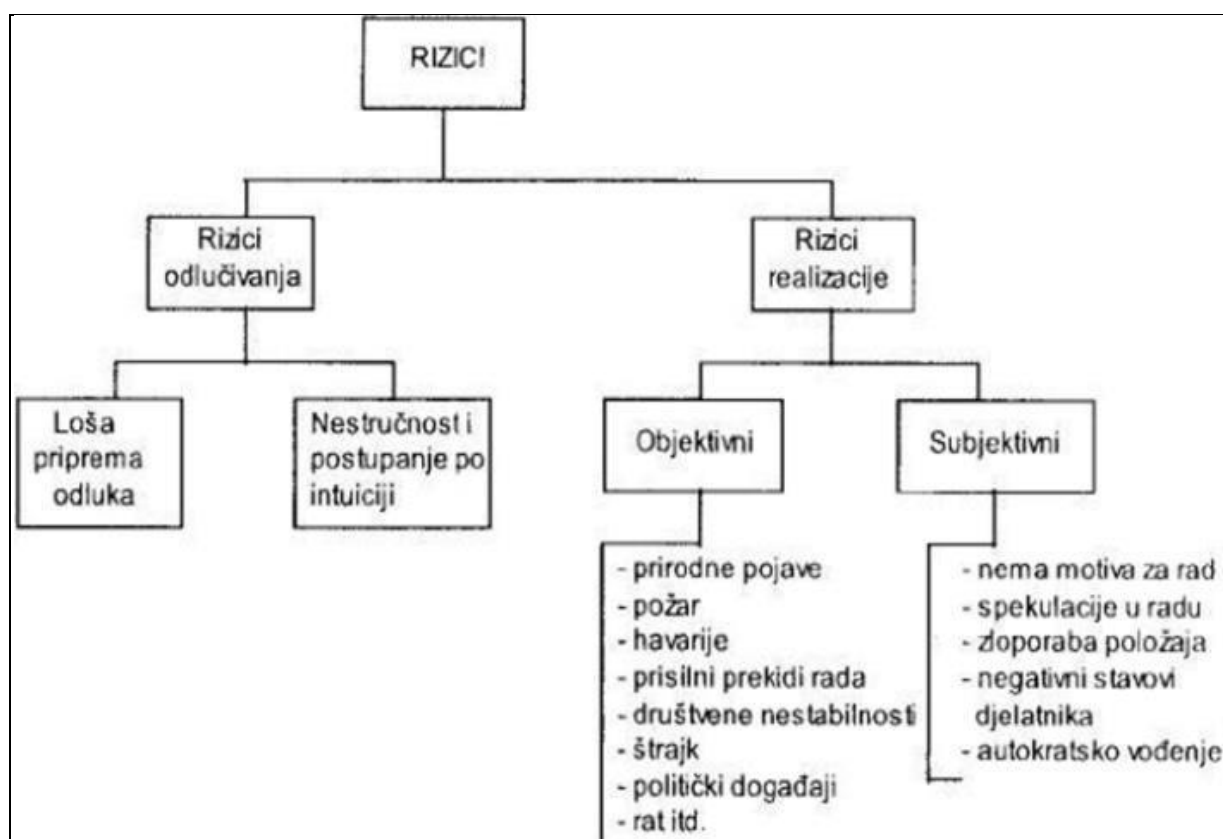 RIZICI
Rizici
odlučivanja
Rizici
realizacije
Loša
priprema
odluka
Nestručnost i
postupanje po
intuiciji
Objektivni
Subjektivni
- prirodne pojave
- požar
- havarije
- prisilni prekidi rada
- društvene nestabilnosti
- štrajk
- politički događaji
- rat itd.
- nema motiva za rad
- spekulacije u radu
- zloporaba položaja
- negativni stavovi
djelatnika
- autokratsko vođenje